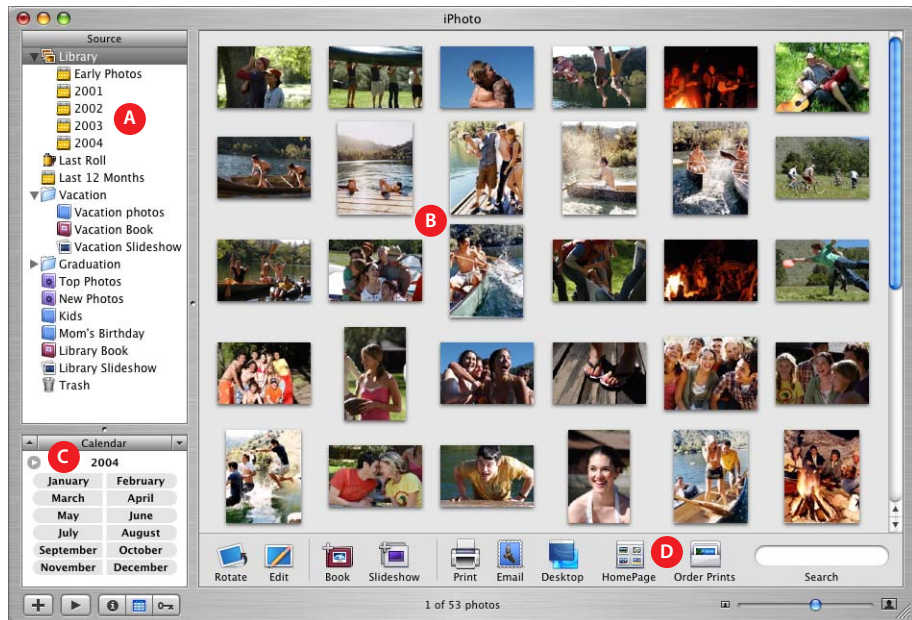 iPhoto
Source
Library
Early Photos
2001
2002
2003
2004
A
Last Roll
Last 12 Months
Vacation
Vacation photos
Vacation Book
Vacation Slideshow
Graduation
Top Photos
New Photos
Kids
Mom's Birthday
Library Book
Library Slideshow
Trash
B
Calendar
C
2004
January February
March April
May June
July August
September October
November December
D
Rotate Edit Book Slideshow Print Email Desktop HomePage Order Prints Search
1 of 53 photos